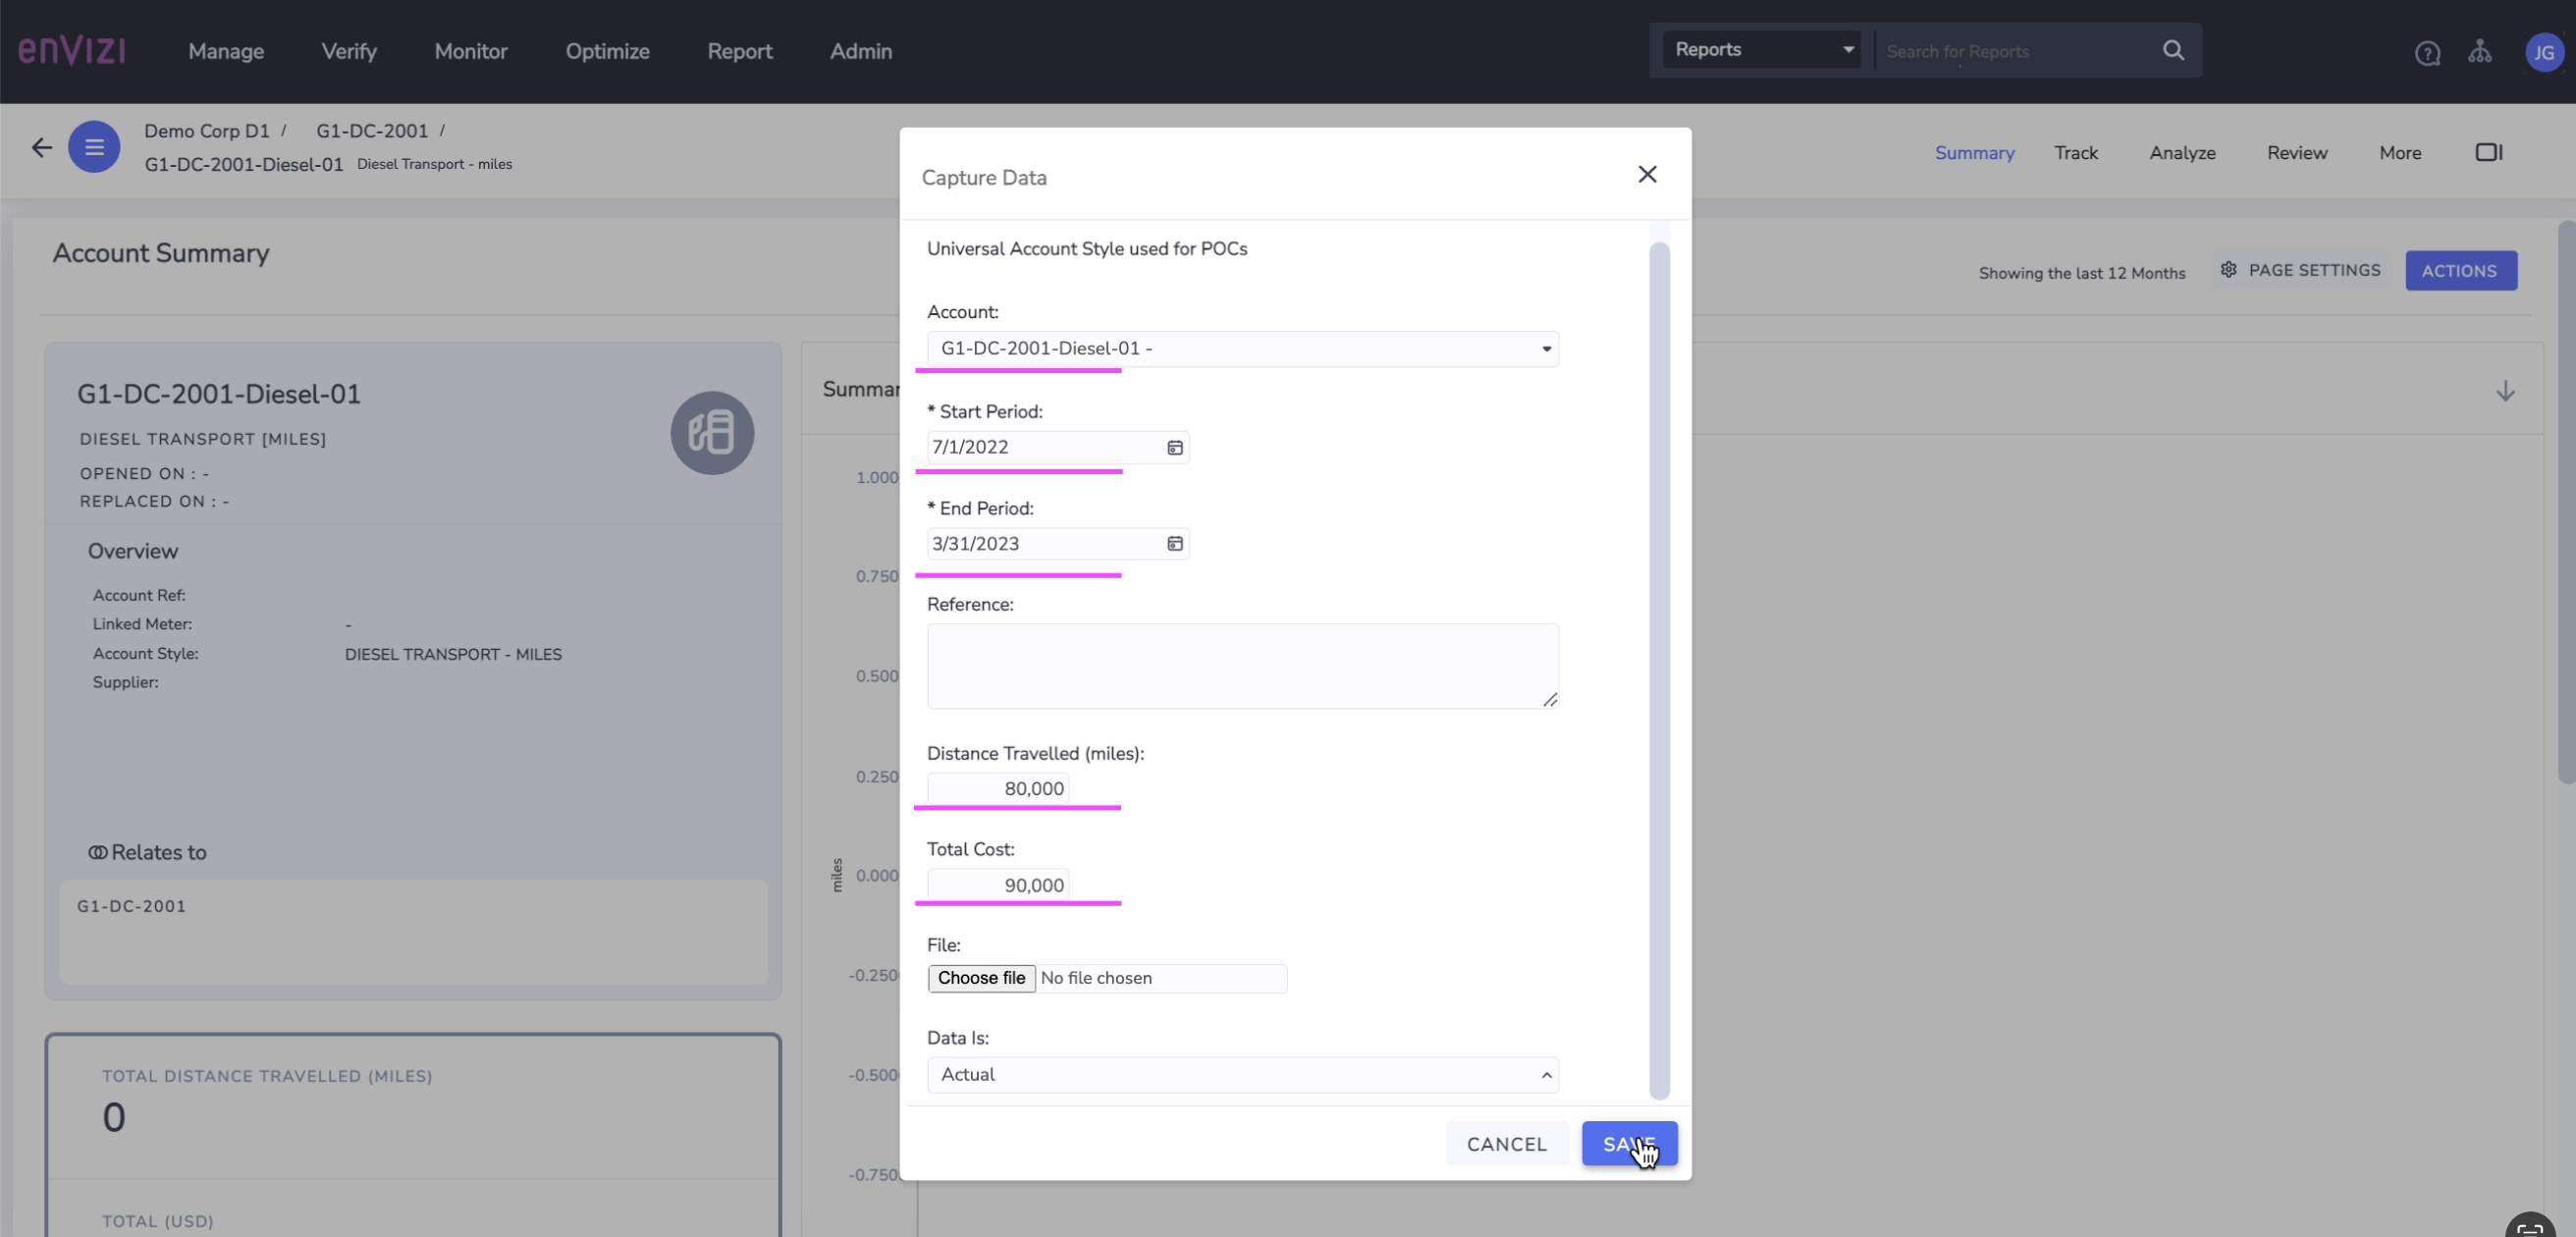 enVIZI Manage Verify Monitor Optimize Report Admin Reports Search for Reports JG
Demo Corp D1 / G1-DC-2001 /
G1-DC-2001-Diesel-01 Diesel Transport - miles
Summary Track Analyze Review More
Account Summary
Showing the last 12 Months PAGE SETTINGS ACTIONS
G1-DC-2001-Diesel-01
DIESEL TRANSPORT [MILES]
OPENED ON : -
REPLACED ON : -
Overview
Account Ref:
Linked Meter: -
Account Style: DIESEL TRANSPORT - MILES
Supplier:
Relates to
G1-DC-2001
TOTAL DISTANCE TRAVELLED (MILES)
0
TOTAL (USD)
Summar
1.000
0.750
0.500
0.250
0.000
-0.250
-0.500
-0.750
miles
Capture Data
Universal Account Style used for POCs
Account:
G1-DC-2001-Diesel-01 -
* Start Period:
7/1/2022
* End Period:
3/31/2023
Reference:
Distance Travelled (miles):
80,000
Total Cost:
90,000
File:
Choose file No file chosen
Data Is:
Actual
CANCEL SAVE